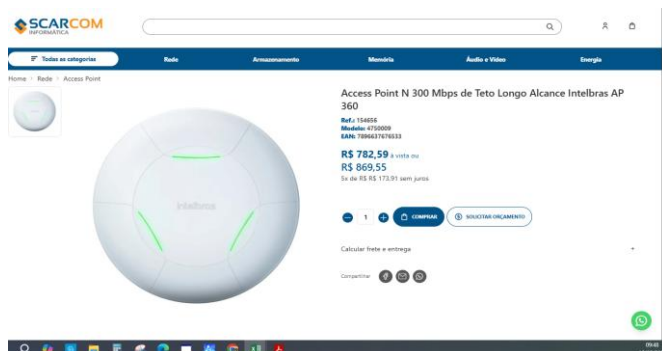 SCARCOM
INFORMÁTICA
Todas as categorias
Rede
Armazenamento
Memória
Áudio e Vídeo
Energia
Home > Rede > Access Point
Access Point N 300 Mbps de Teto Longo Alcance Intelbras AP
360
Ref.: 154656
Modelo: 4750009
EAN: 7896637676533
R$ 782,59 à vista ou
R$ 869,55
5x de R$ R$ 173,91 sem juros
intelbras
1
COMPRAR
SOLICITAR ORÇAMENTO
Calcular frete e entrega
+
Compartilhar
09:48